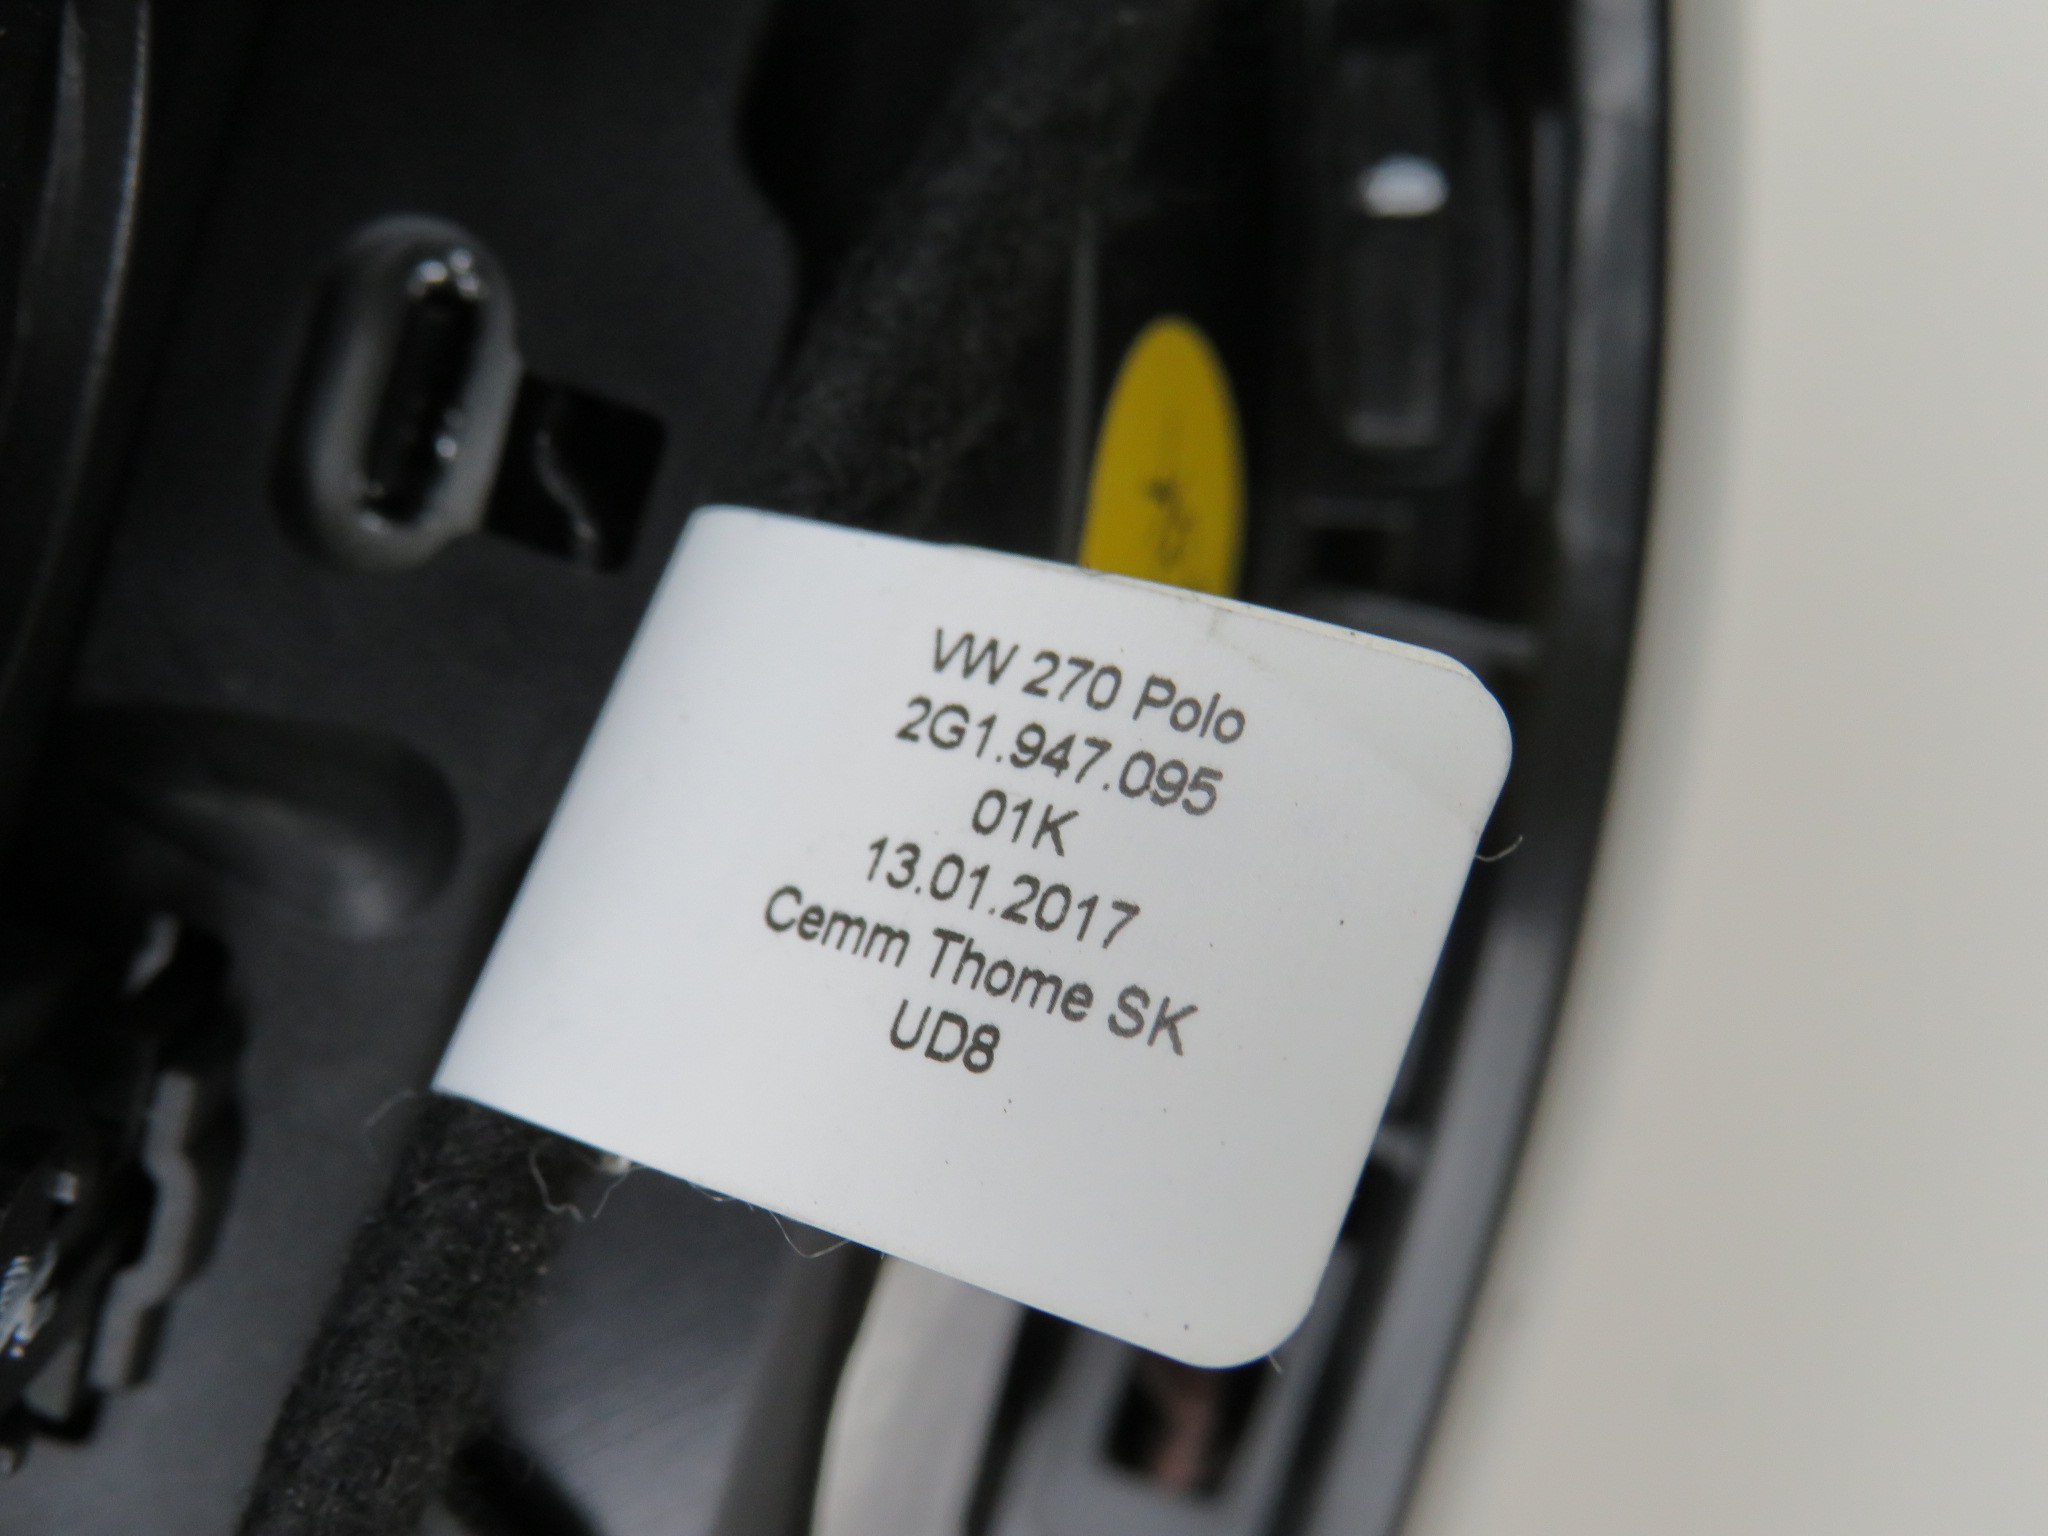 VW 270 Polo
2G1.947.095
01K
13.01.2017
Cemm Thome SK
UD8